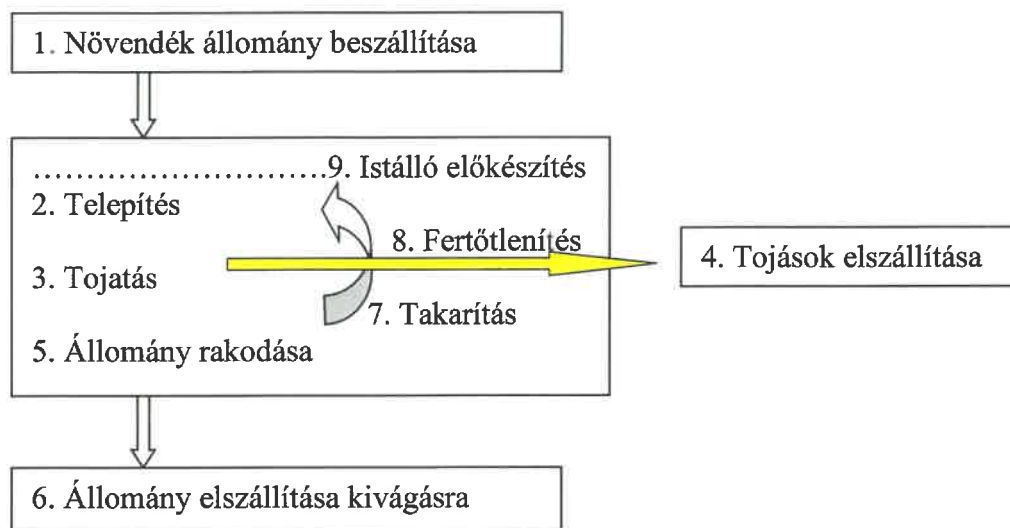 1. Növendék állomány beszállítása
.............................9. Istálló előkészítés
2. Telepítés
8. Fertőtlenítés
3. Tojatás
4. Tojások elszállítása
7. Takarítás
5. Állomány rakodása
6. Állomány elszállítása kivágásra